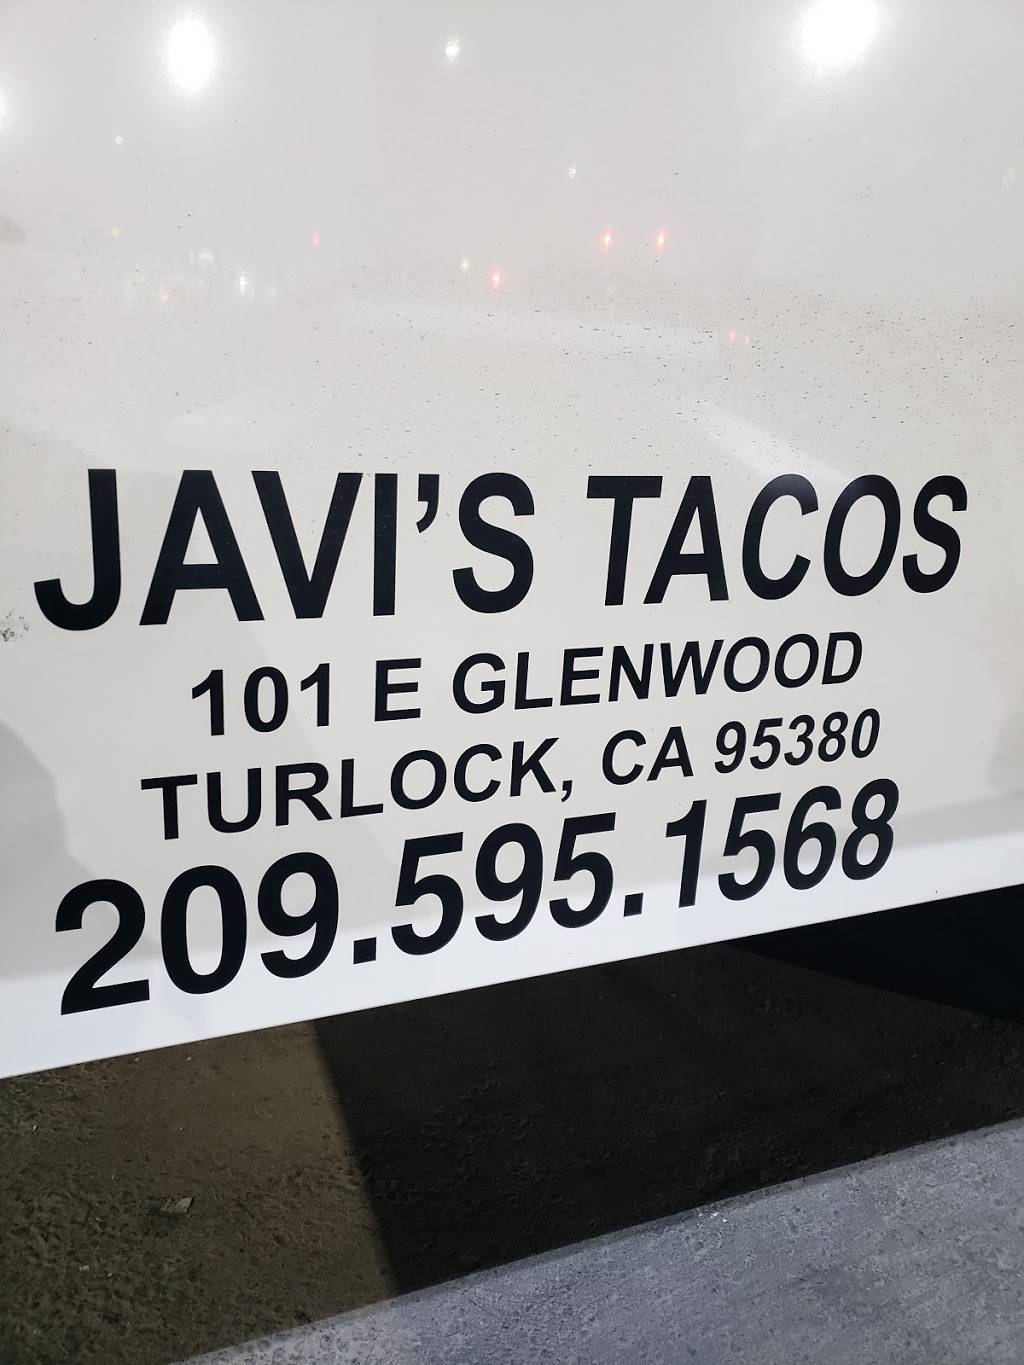 JAVI'S TACOS
101 E GLENWOOD
TURLOCK, CA 95380
209.595.1568